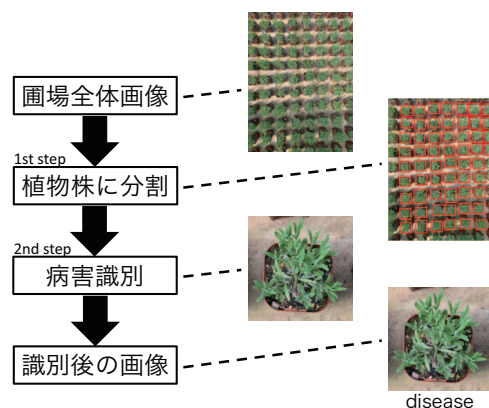 圃場全体画像
1st step
植物株に分割
2nd step
病害識別
識別後の画像
disease